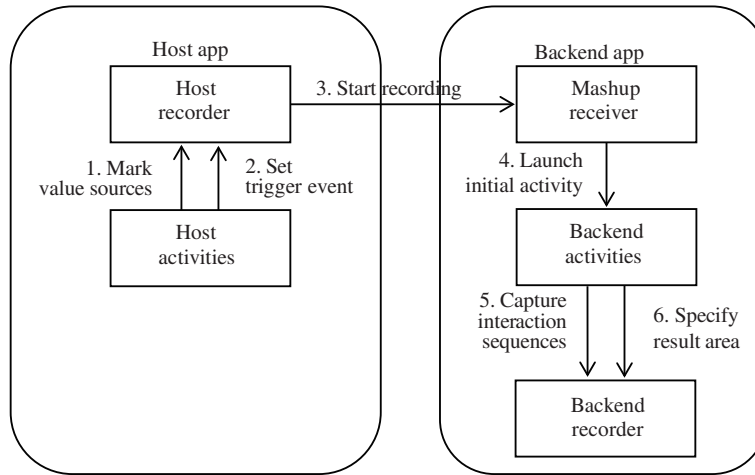 Host app
Host
recorder
1. Mark
value sources
2. Set
trigger event
Host
activities
3. Start recording
Backend app
Mashup
receiver
4. Launch
initial activity
Backend
activities
5. Capture
interaction
sequences
6. Specify
result area
Backend
recorder